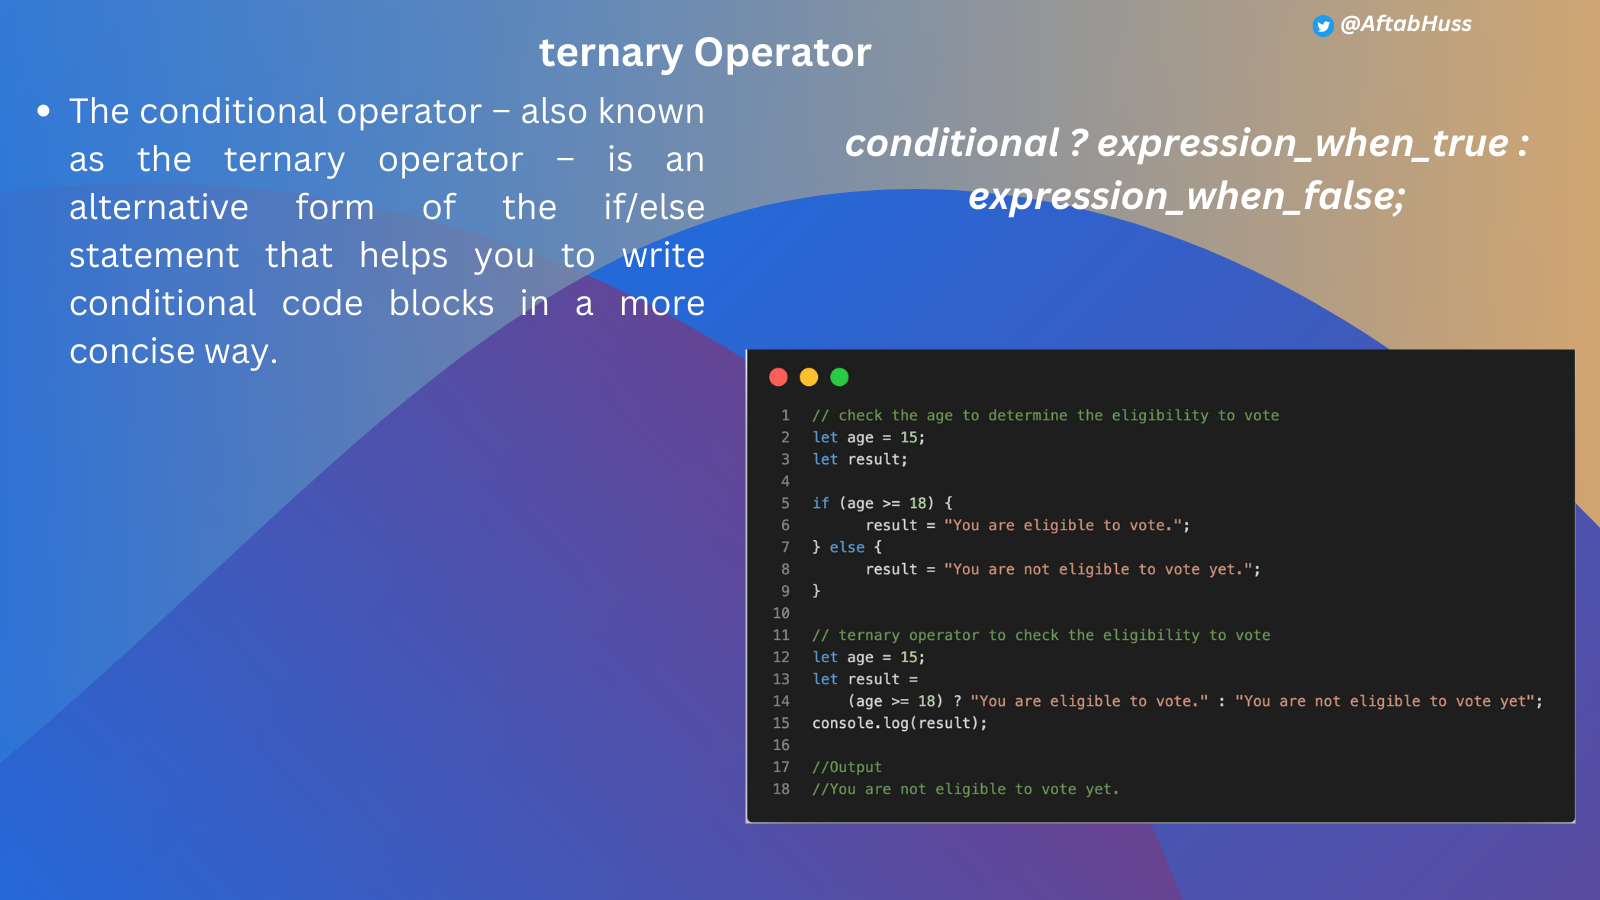 @AftabHuss
ternary Operator
• The conditional operator – also known
as the ternary operator – is an
alternative form of the if/else
statement that helps you to write
conditional code blocks in a more
concise way.
conditional ? expression_when_true :
expression_when_false;
1 // check the age to determine the eligibility to vote
2 let age = 15;
3 let result;
4
5 if (age >= 18) {
6       result = "You are eligible to vote.";
7 } else {
8       result = "You are not eligible to vote yet.";
9 }
10
11 // ternary operator to check the eligibility to vote
12 let age = 15;
13 let result =
14     (age >= 18) ? "You are eligible to vote." : "You are not eligible to vote yet";
15 console.log(result);
16
17 //Output
18 //You are not eligible to vote yet.